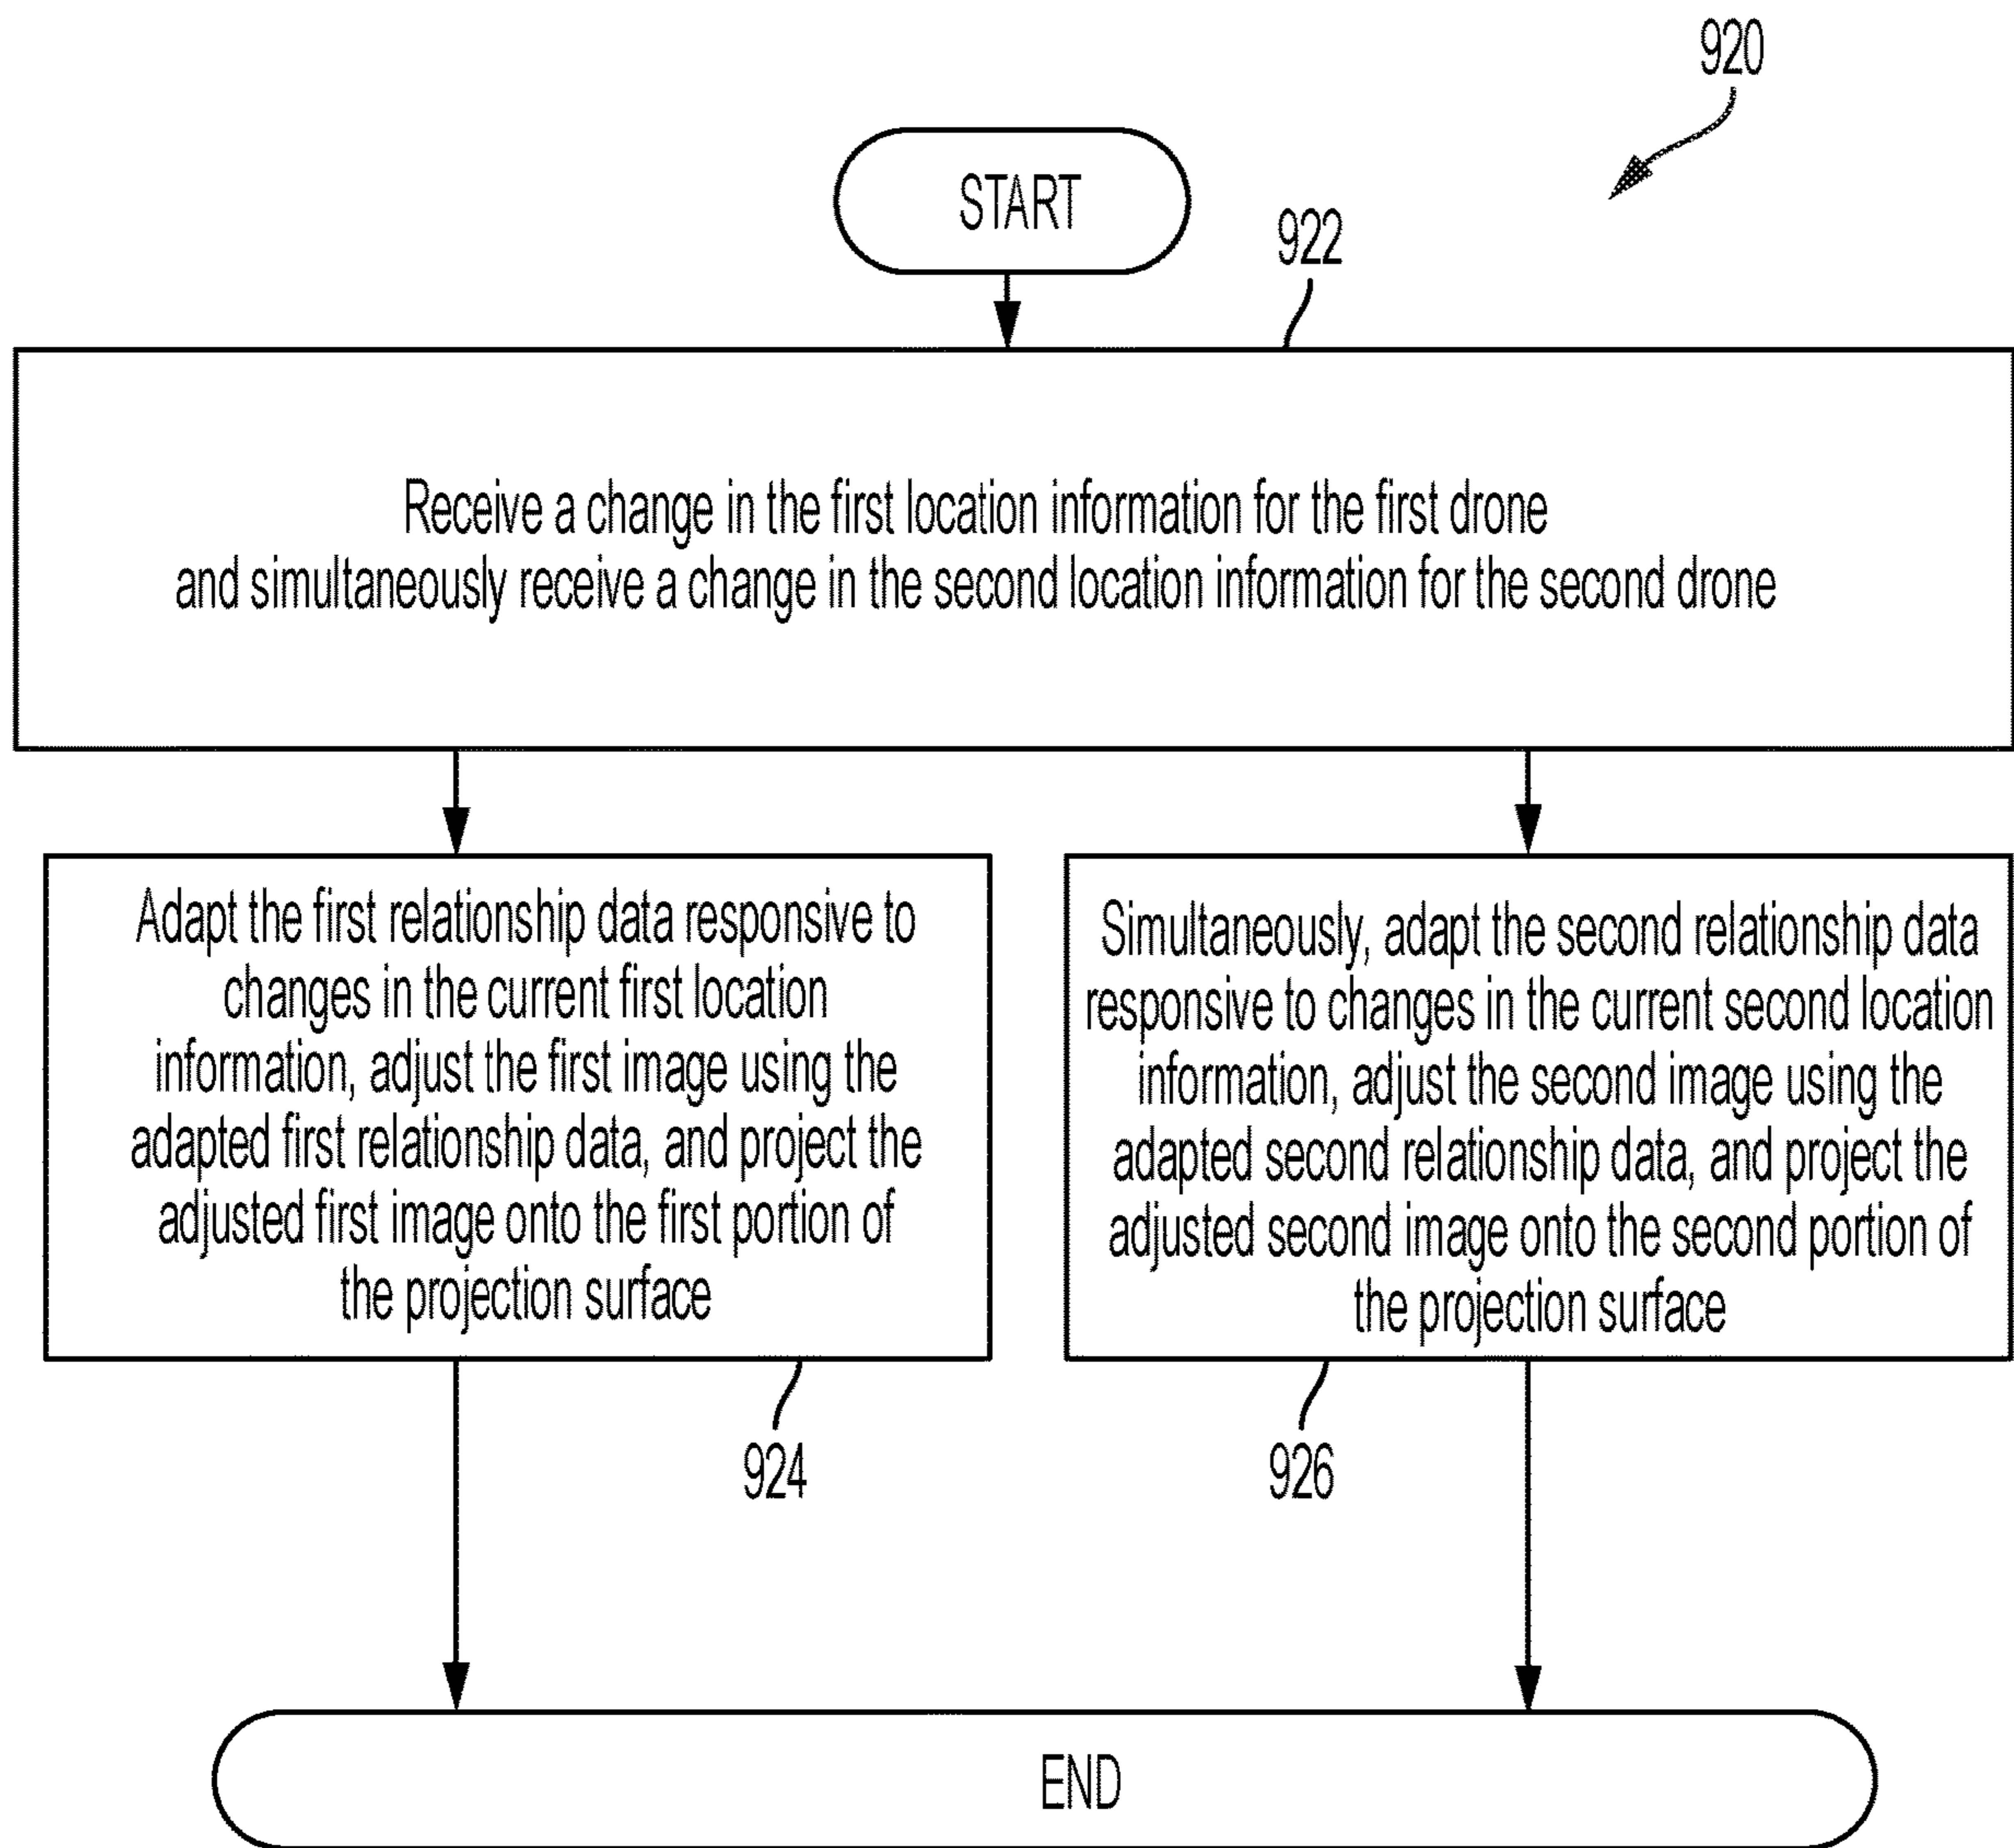 920
START
922
Receive a change in the first location information for the first drone
and simultaneously receive a change in the second location information for the second drone
Adapt the first relationship data responsive to
changes in the current first location
information, adjust the first image using the
adapted first relationship data, and project the
adjusted first image onto the first portion of
the projection surface
924
Simultaneously, adapt the second relationship data
responsive to changes in the current second location
information, adjust the second image using the
adapted second relationship data, and project the
adjusted second image onto the second portion of
the projection surface
926
END